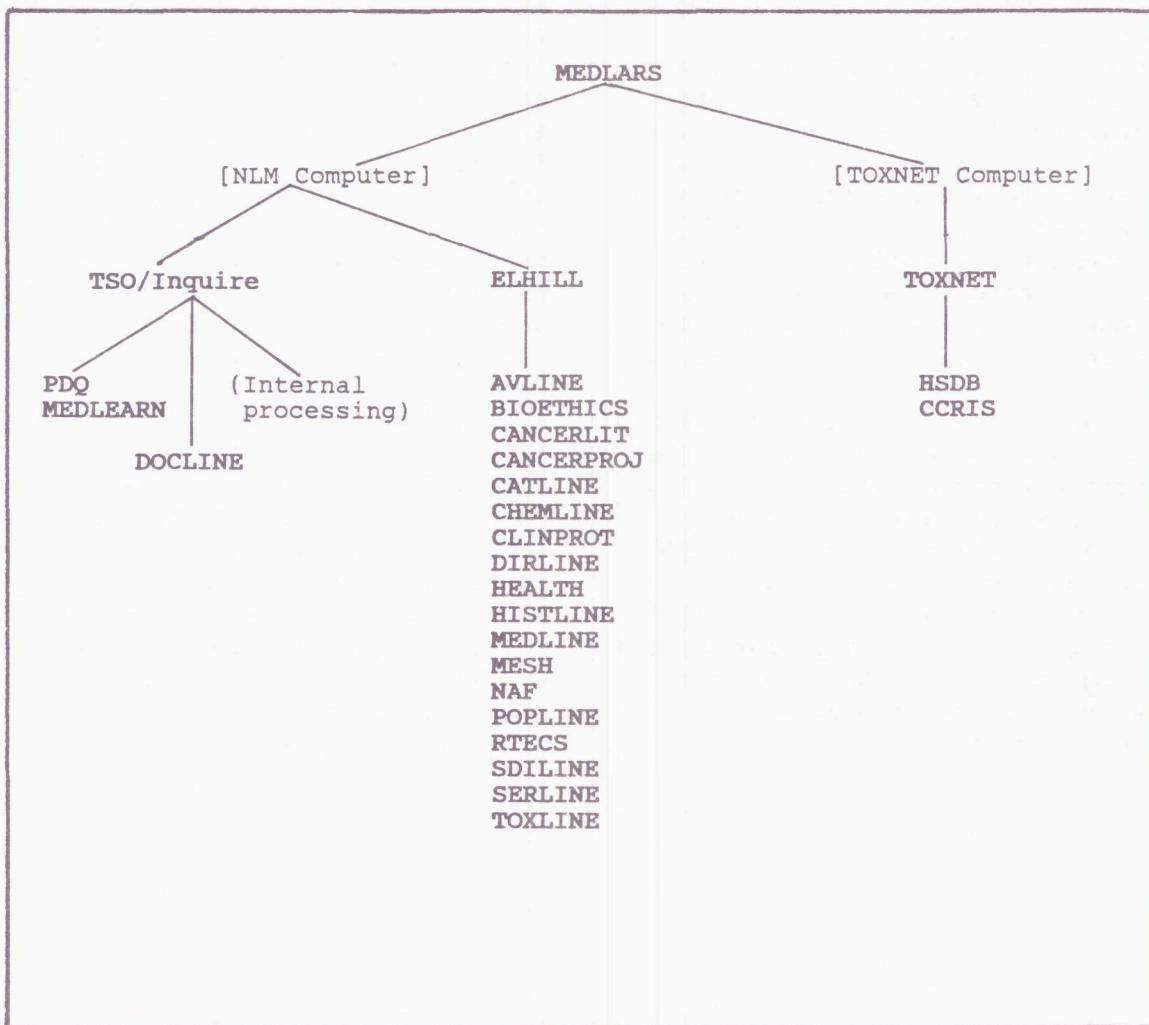 MEDLARS
[NLM Computer] [TOXNET Computer]
TSO/Inquire ELHILL TOXNET
PDQ (Internal AVLINE HSDB
MEDLEARN processing) BIOETHICS CCRIS
CANCERLIT
DOCLINE CANCERPROJ
CATLINE
CHEMLINE
CLINPROT
DIRLINE
HEALTH
HISTLINE
MEDLINE
MESH
NAF
POPLINE
RTECS
SDILINE
SERLINE
TOXLINE